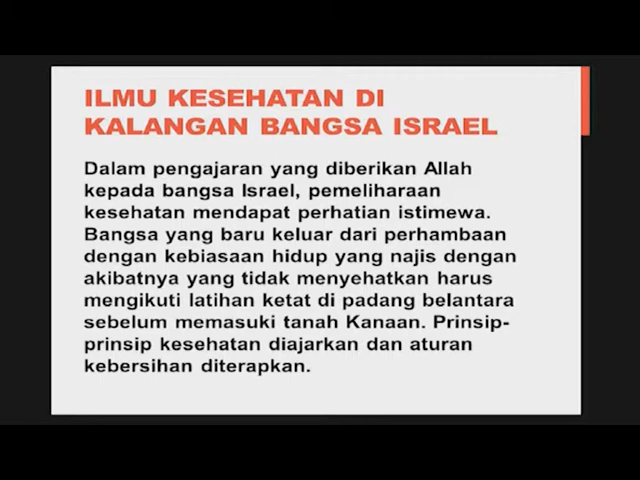 ILMU KESEHATAN DI
KALANGAN BANGSA ISRAEL
Dalam pengajaran yang diberikan Allah
kepada bangsa Israel, pemeliharaan
kesehatan mendapat perhatian istimewa.
Bangsa yang baru keluar dari perhambaan
dengan kebiasaan hidup yang najis dengan
akibatnya yang tidak menyehatkan harus
mengikuti latihan ketat di padang belantara
sebelum memasuki tanah Kanaan. Prinsip-
prinsip kesehatan diajarkan dan aturan
kebersihan diterapkan.